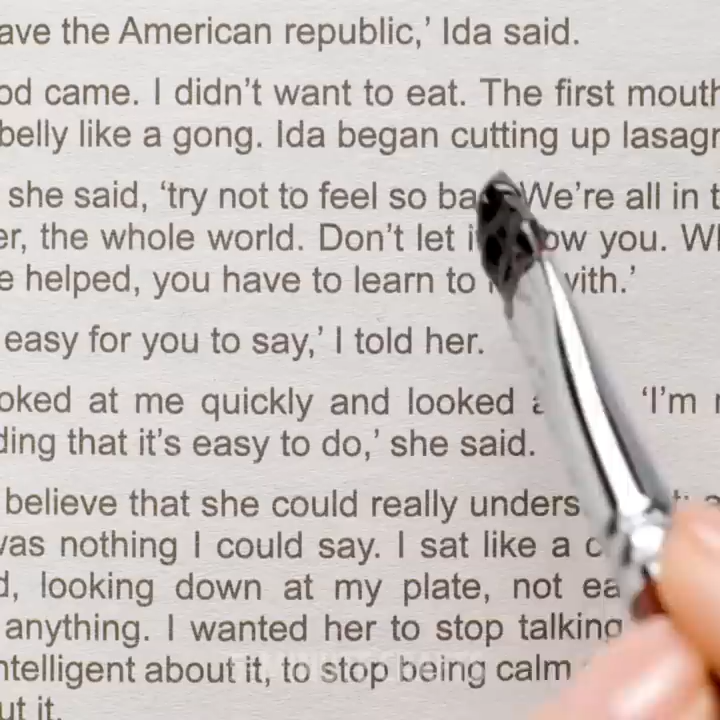 ave the American republic,’ Ida said.
od came. I didn’t want to eat. The first mouth
belly like a gong. Ida began cutting up lasagn
she said, ‘try not to feel so ba We’re all in t
er, the whole world. Don’t let i ow you. Wh
e helped, you have to learn to with.’
easy for you to say,’ I told her.
oked at me quickly and looked a ‘I’m
ding that it’s easy to do,’ she said.
believe that she could really unders
was nothing I could say. I sat like a c
d, looking down at my plate, not ea
anything. I wanted her to stop talking
ntelligent about it, to stop being calm
ut it.